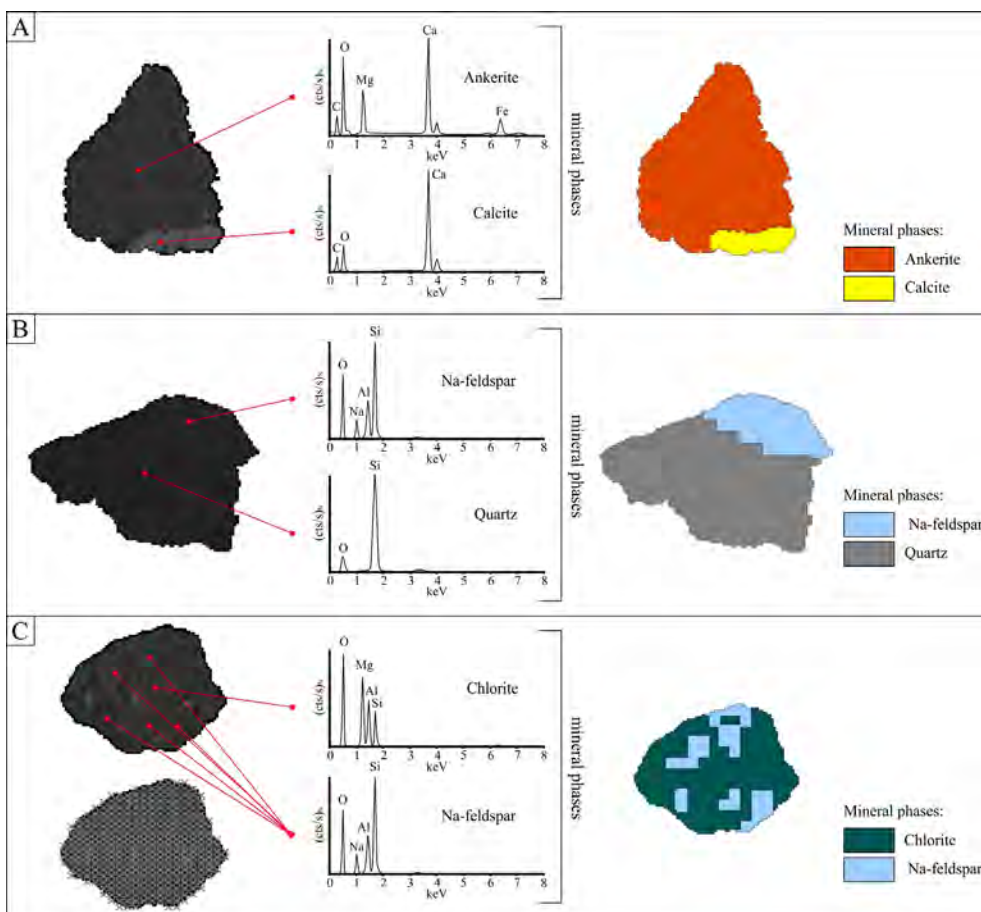 A
(cts/s)
C
O
Mg
Ca
Fe
Ankerite
0 1 2 3 4 5 6 7 8
keV
(cts/s)
C
O
Ca
Calcite
0 1 2 3 4 5 6 7 8
keV
mineral phases
Mineral phases:
Ankerite
Calcite
B
(cts/s)
O
Na
Al
Si
Na-feldspar
0 1 2 3 4 5 6 7 8
keV
(cts/s)
O
Si
Quartz
0 1 2 3 4 5 6 7 8
keV
mineral phases
Mineral phases:
Na-feldspar
Quartz
C
(cts/s)
O
Mg
Al
Si
Chlorite
0 1 2 3 4 5 6 7 8
keV
(cts/s)
O
Na
Al
Si
Na-feldspar
0 1 2 3 4 5 6 7 8
keV
mineral phases
Mineral phases:
Chlorite
Na-feldspar